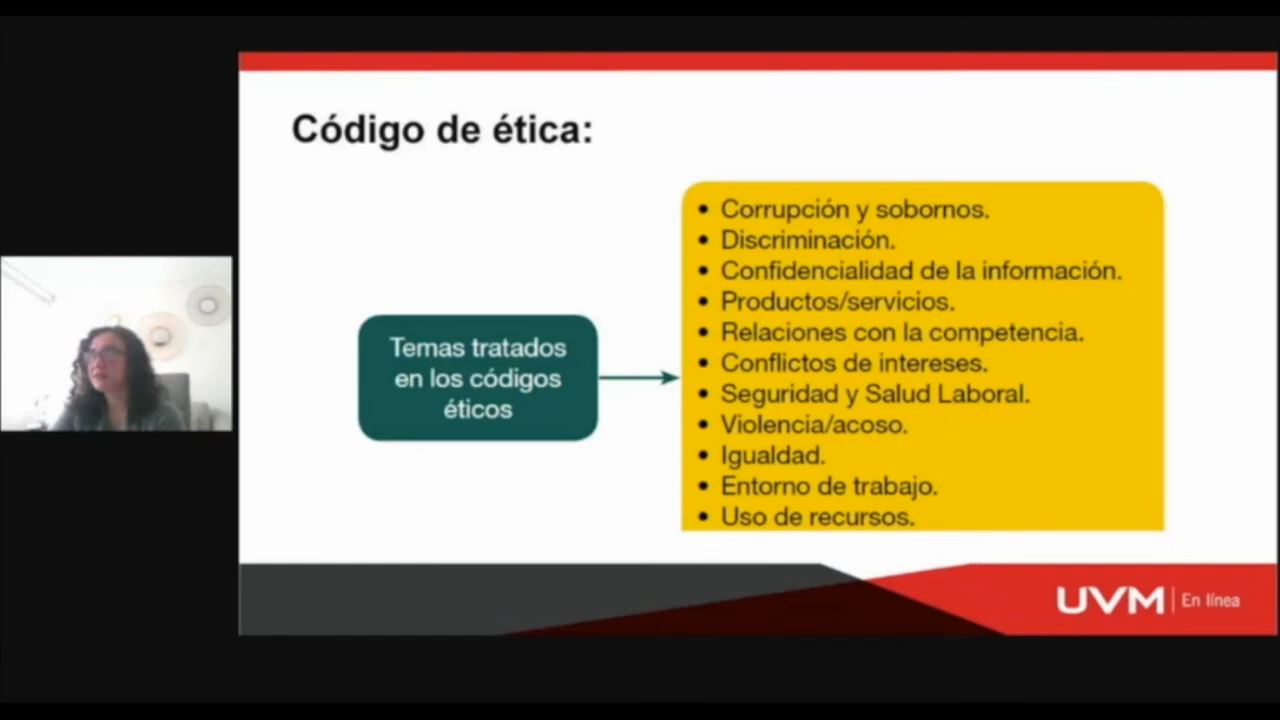 Código de ética:
Temas tratados
en los códigos
éticos
• Corrupción y sobornos.
• Discriminación.
• Confidencialidad de la información.
• Productos/servicios.
• Relaciones con la competencia.
• Conflictos de intereses.
• Seguridad y Salud Laboral.
• Violencia/acoso.
• Igualdad.
• Entorno de trabajo.
• Uso de recursos.
UVM | En línea